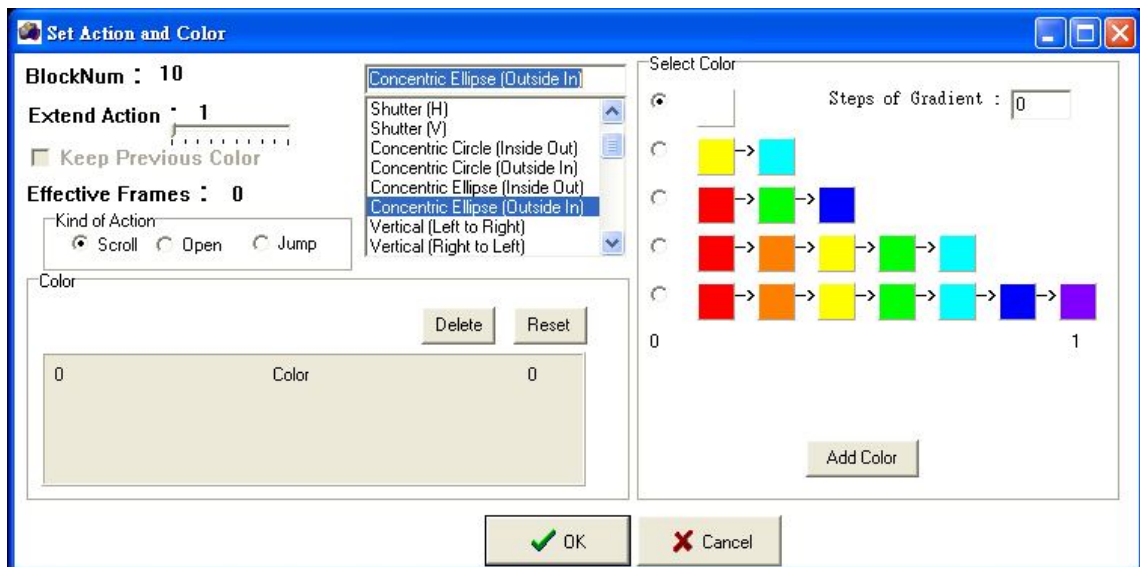 Set Action and Color
BlockNum : 10
Extend Action : 1
Keep Previous Color
Effective Frames : 0
Kind of Action
Scroll Open Jump
Concentric Ellipse (Outside In)
Shutter (H)
Shutter (V)
Concentric Circle (Inside Out)
Concentric Circle (Outside In)
Concentric Ellipse (Inside Out)
Concentric Ellipse (Outside In)
Vertical (Left to Right)
Vertical (Right to Left)
Color
Delete Reset
0 Color 0
Select Color
Steps of Gradient : 0
->
-> ->
-> -> -> ->
-> -> -> -> -> ->
0 1
Add Color
OK Cancel